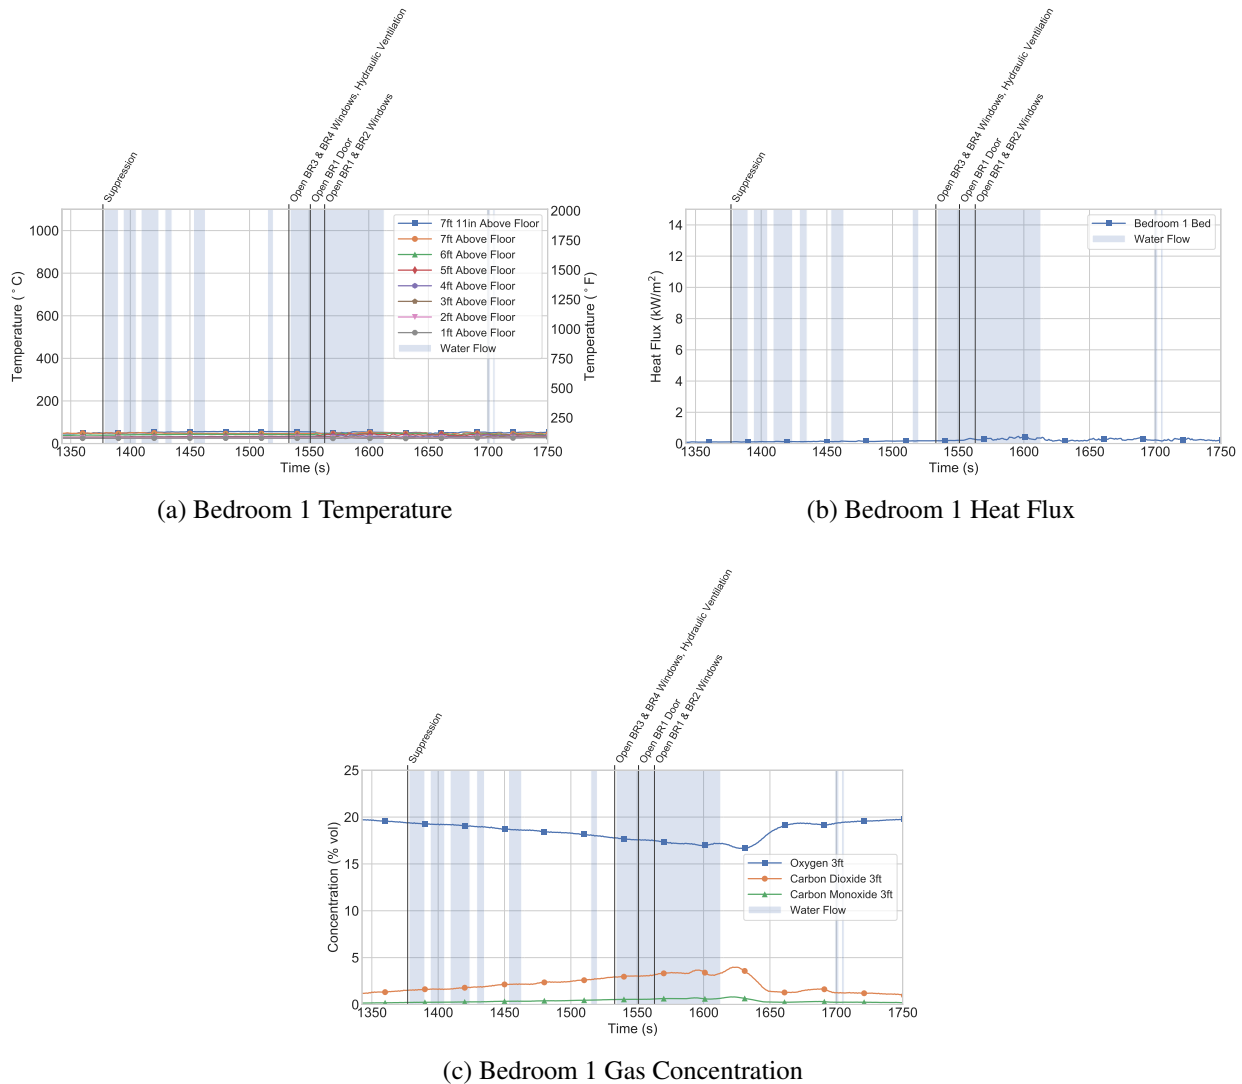 Suppression
Open BR3 & BR4 Windows, Hydraulic Ventilation
Open BR1 Door
Open BR1 & BR2 Windows
Temperature (°C)
1000
800
600
400
200
0
1350 1400 1450 1500 1550 1600 1650 1700 1750
Time (s)
2000
1750
1500
1250
1000
750
500
250
Temperature (°F)
7ft 11in Above Floor
7ft Above Floor
6ft Above Floor
5ft Above Floor
4ft Above Floor
3ft Above Floor
2ft Above Floor
1ft Above Floor
Water Flow
(a) Bedroom 1 Temperature
Suppression
Open BR3 & BR4 Windows, Hydraulic Ventilation
Open BR1 Door
Open BR1 & BR2 Windows
Heat Flux (kW/m²)
14
12
10
8
6
4
2
0
1350 1400 1450 1500 1550 1600 1650 1700 1750
Time (s)
Bedroom 1 Bed
Water Flow
(b) Bedroom 1 Heat Flux
Suppression
Open BR3 & BR4 Windows, Hydraulic Ventilation
Open BR1 Door
Open BR1 & BR2 Windows
Concentration (% vol)
25
20
15
10
5
0
1350 1400 1450 1500 1550 1600 1650 1700 1750
Time (s)
Oxygen 3ft
Carbon Dioxide 3ft
Carbon Monoxide 3ft
Water Flow
(c) Bedroom 1 Gas Concentration